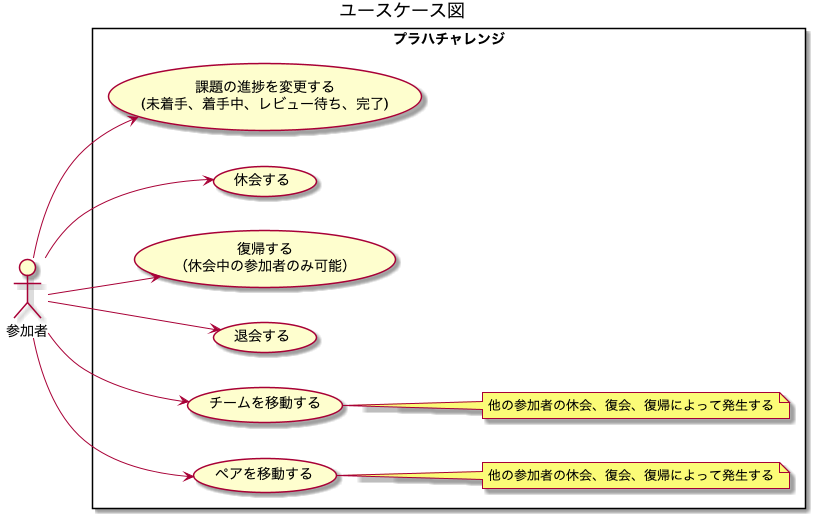 ユースケース図
プラハチャレンジ
課題の進捗を変更する
(未着手、着手中、レビュー待ち、完了)
休会する
復帰する
（休会中の参加者のみ可能）
退会する
参加者
チームを移動する
他の参加者の休会、復会、復帰によって発生する
ペアを移動する
他の参加者の休会、復会、復帰によって発生する